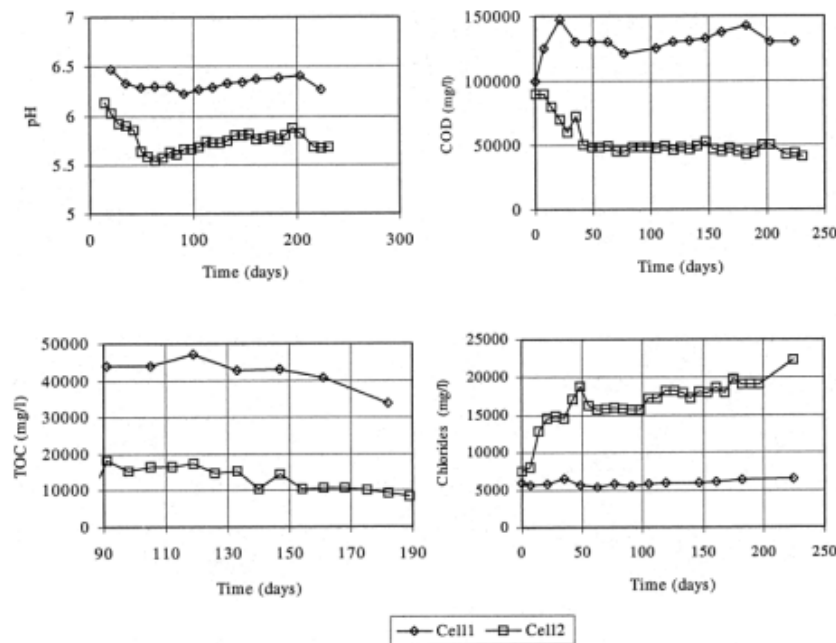 pH
6.5
6
5.5
5
0 100 200 300
Time (days)
pH
7
COD (mg/l)
150000
100000
50000
0
0 50 100 150 200 250
Time (days)
TOC (mg/l)
50000
40000
30000
20000
10000
0
90 110 130 150 170 190
Time (days)
Chlorides (mg/l)
25000
20000
15000
10000
5000
0
0 50 100 150 200 250
Time (days)
Cell1 Cell2